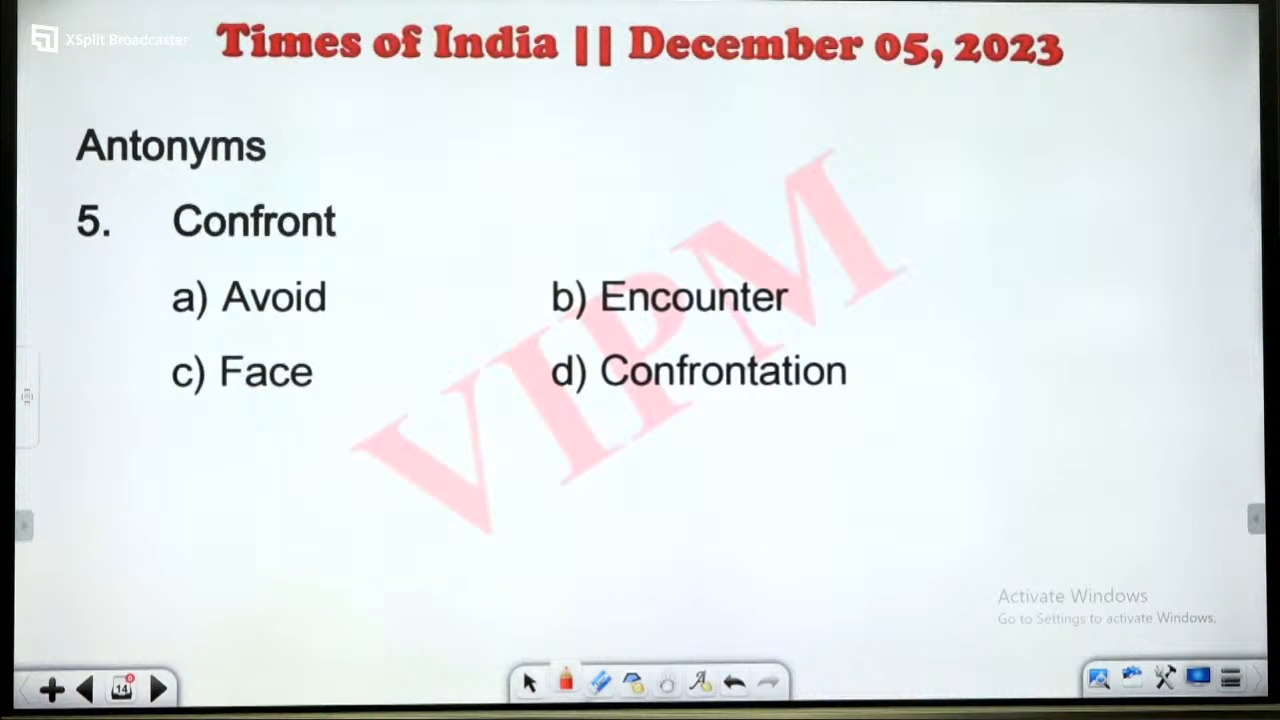 XSplit Broadcaster
Times of India || December 05, 2023
Antonyms
5. Confront
a) Avoid b) Encounter
c) Face d) Confrontation
VIPM
Activate Windows
Go to Settings to activate Windows.
14